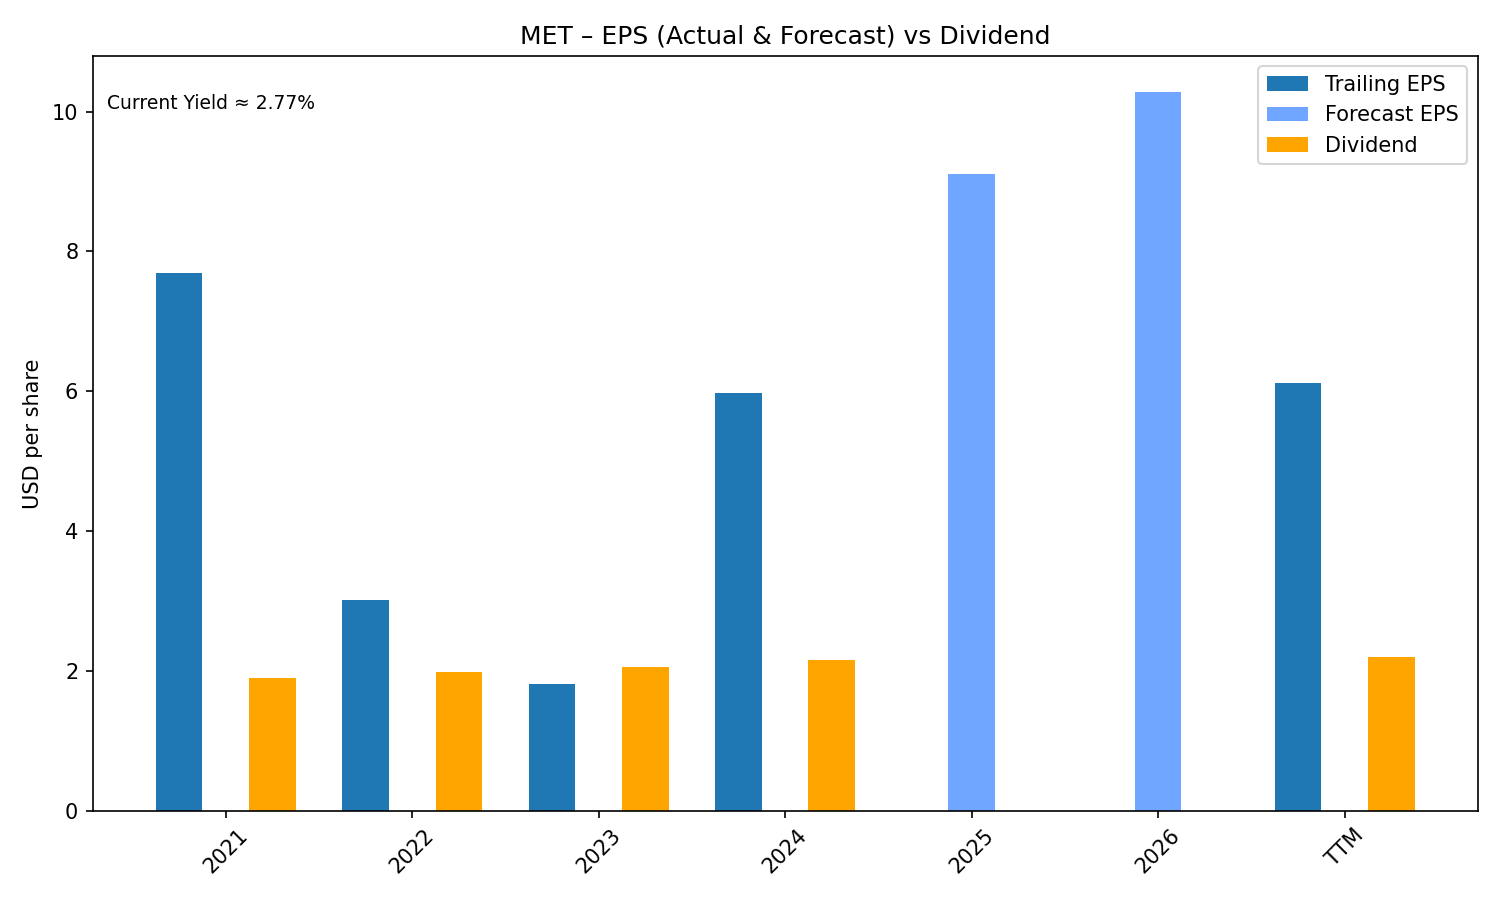 MET – EPS (Actual & Forecast) vs Dividend
Current Yield ≈ 2.77%
Trailing EPS
Forecast EPS
Dividend
USD per share
10
8
6
4
2
0
2021
2022
2023
2024
2025
2026
TTM